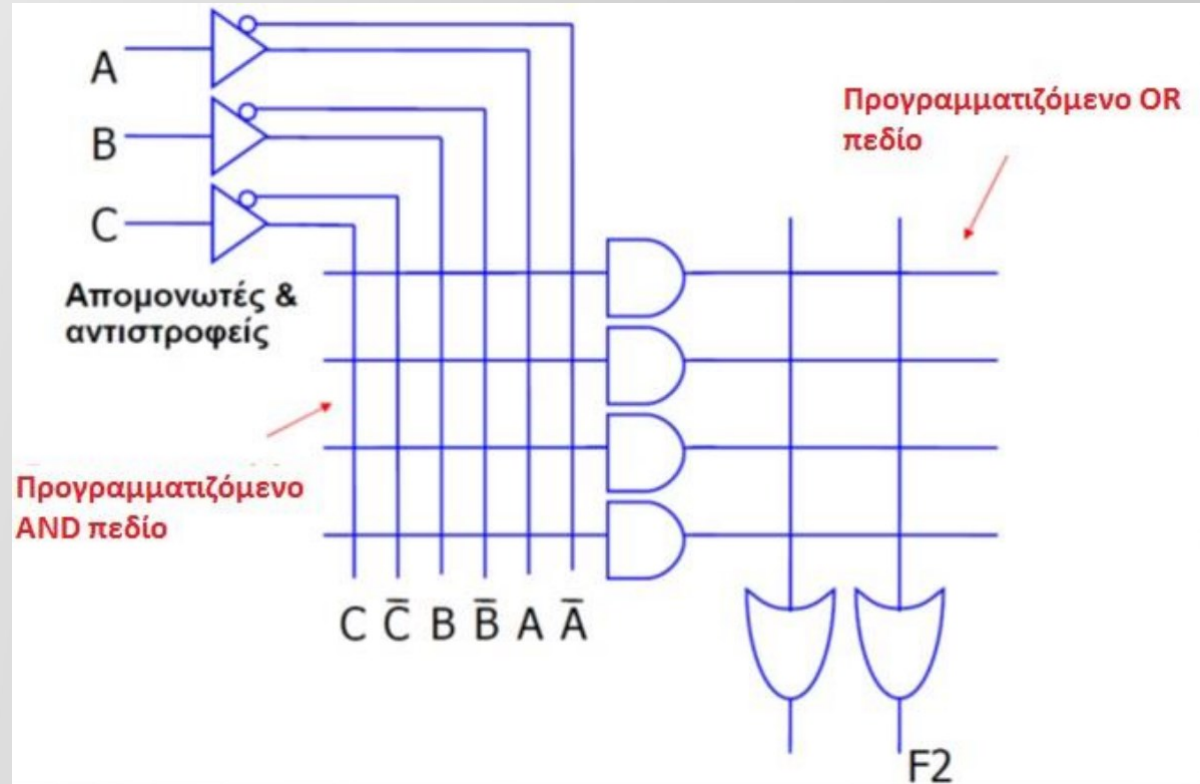 A
Προγραμματιζόμενο OR
πεδίο
B
C
Απομονωτές &
αντιστροφείς
Προγραμματιζόμενο
AND πεδίο
C C̅ B B̅ A A̅
F2